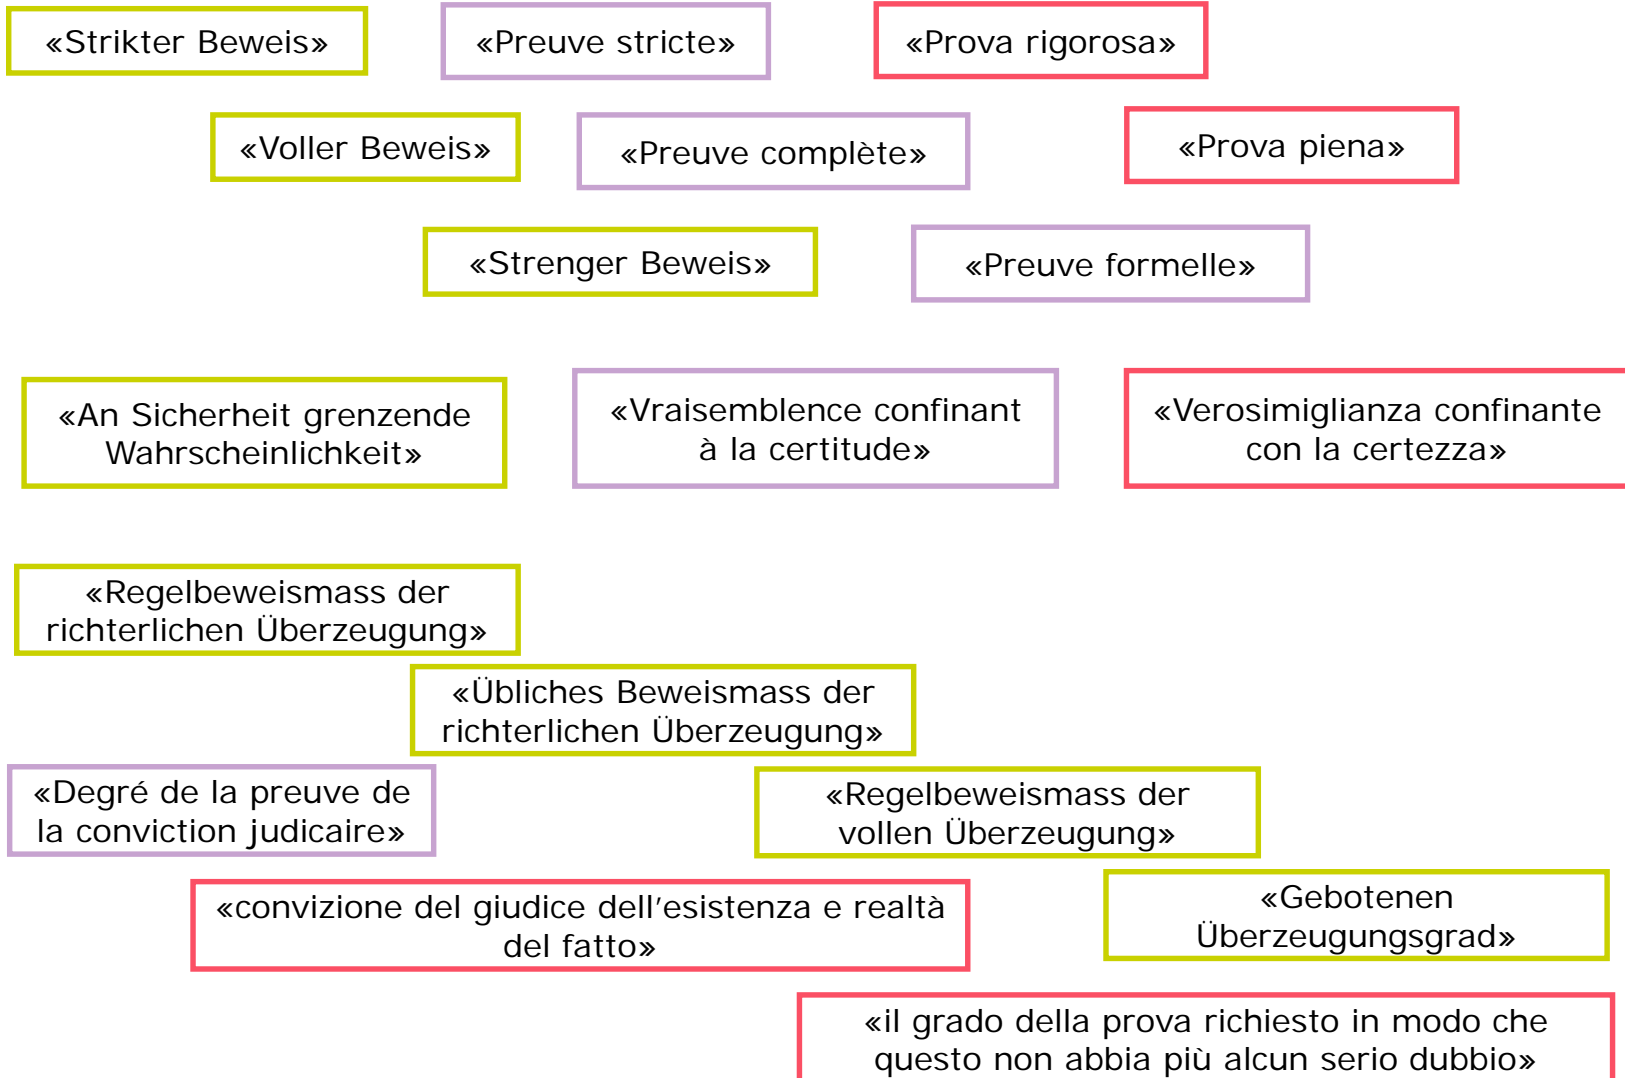 «Strikter Beweis»
«Preuve stricte»
«Prova rigorosa»
«Voller Beweis»
«Preuve complète»
«Prova piena»
«Strenger Beweis»
«Preuve formelle»
«An Sicherheit grenzende
Wahrscheinlichkeit»
«Vraisemblence confinant
à la certitude»
«Verosimiglianza confinante
con la certezza»
«Regelbeweismass der
richterlichen Überzeugung»
«Übliches Beweismass der
richterlichen Überzeugung»
«Degré de la preuve de
la conviction judicaire»
«Regelbeweismass der
vollen Überzeugung»
«convizione del giudice dell'esistenza e realtà
del fatto»
«Gebotenen
Überzeugungsgrad»
«il grado della prova richiesto in modo che
questo non abbia più alcun serio dubbio»